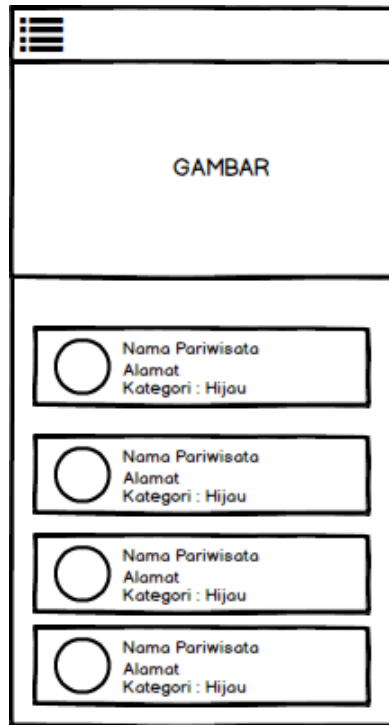 GAMBAR
Nama Pariwisata
Alamat
Kategori : Hijau
Nama Pariwisata
Alamat
Kategori : Hijau
Nama Pariwisata
Alamat
Kategori : Hijau
Nama Pariwisata
Alamat
Kategori : Hijau